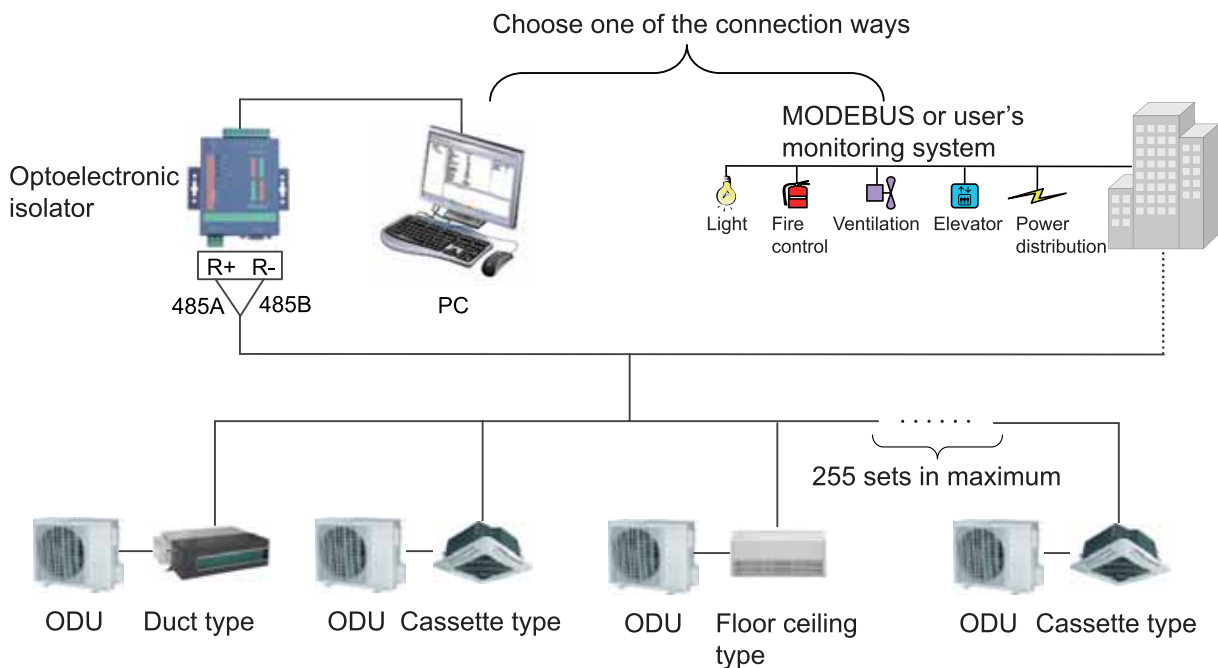 Choose one of the connection ways
MODEBUS or user's
monitoring system
Optoelectronic
isolator
Light
Fire
control
Ventilation
Elevator
Power
distribution
R+ R-
485A
485B
PC
. . . . . .
255 sets in maximum
ODU
Duct type
ODU
Cassette type
ODU
Floor ceiling
type
ODU
Cassette type